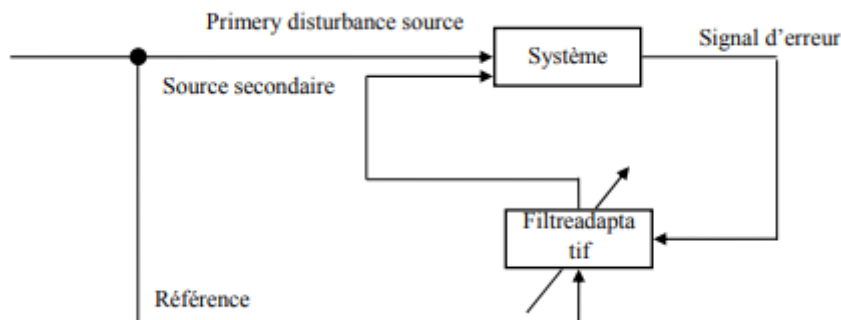 Primery disturbance source
Signal d'erreur
Système
Source secondaire
Filtreadapta
tif
Référence